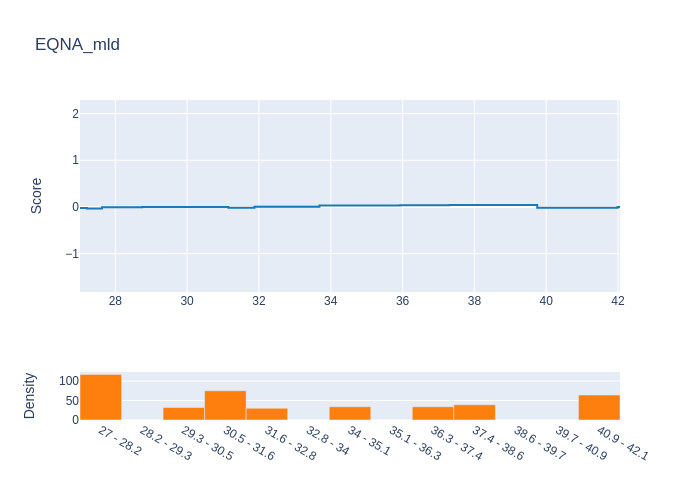 EQNA_mld
Score
2
1
0
−1
28 30 32 34 36 38 40 42
Density
100
50
0
27 - 28.2
28.2 - 29.3
29.3 - 30.5
30.5 - 31.6
31.6 - 32.8
32.8 - 34
34 - 35.1
35.1 - 36.3
36.3 - 37.4
37.4 - 38.6
38.6 - 39.7
39.7 - 40.9
40.9 - 42.1